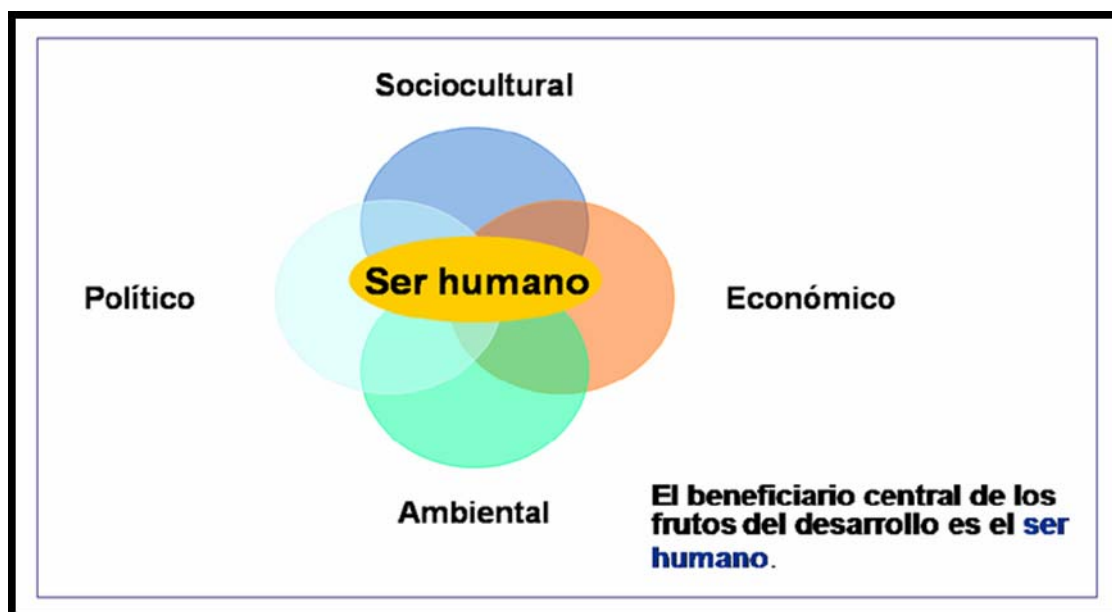 Sociocultural
Ser humano
Político
Económico
Ambiental
El beneficiario central de los
frutos del desarrollo es el ser
humano.